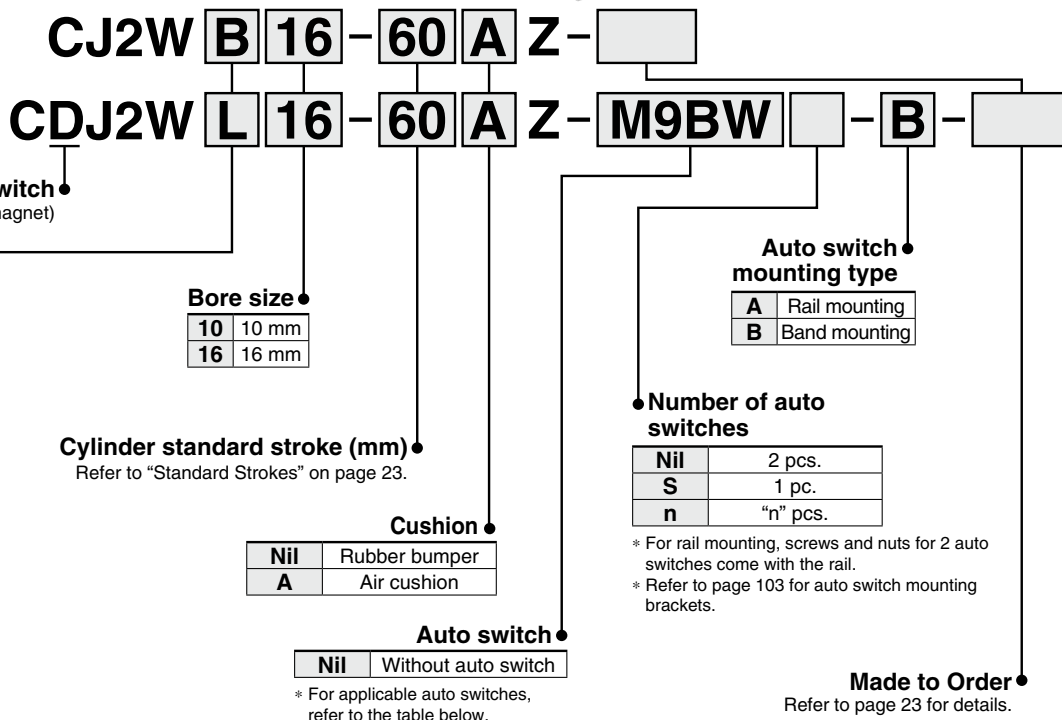 CJ2W B 16 - 60 A Z -
CDJ2W L 16 - 60 A Z - M9BW - B -
witch
agnet)
Auto switch
mounting type
A Rail mounting
B Band mounting
Bore size
10 10 mm
16 16 mm
Number of auto
switches
Nil 2 pcs.
S 1 pc.
n “n” pcs.
* For rail mounting, screws and nuts for 2 auto
switches come with the rail.
* Refer to page 103 for auto switch mounting
brackets.
Cylinder standard stroke (mm)
Refer to “Standard Strokes” on page 23.
Cushion
Nil Rubber bumper
A Air cushion
Auto switch
Nil Without auto switch
* For applicable auto switches,
refer to the table below.
Made to Order
Refer to page 23 for details.